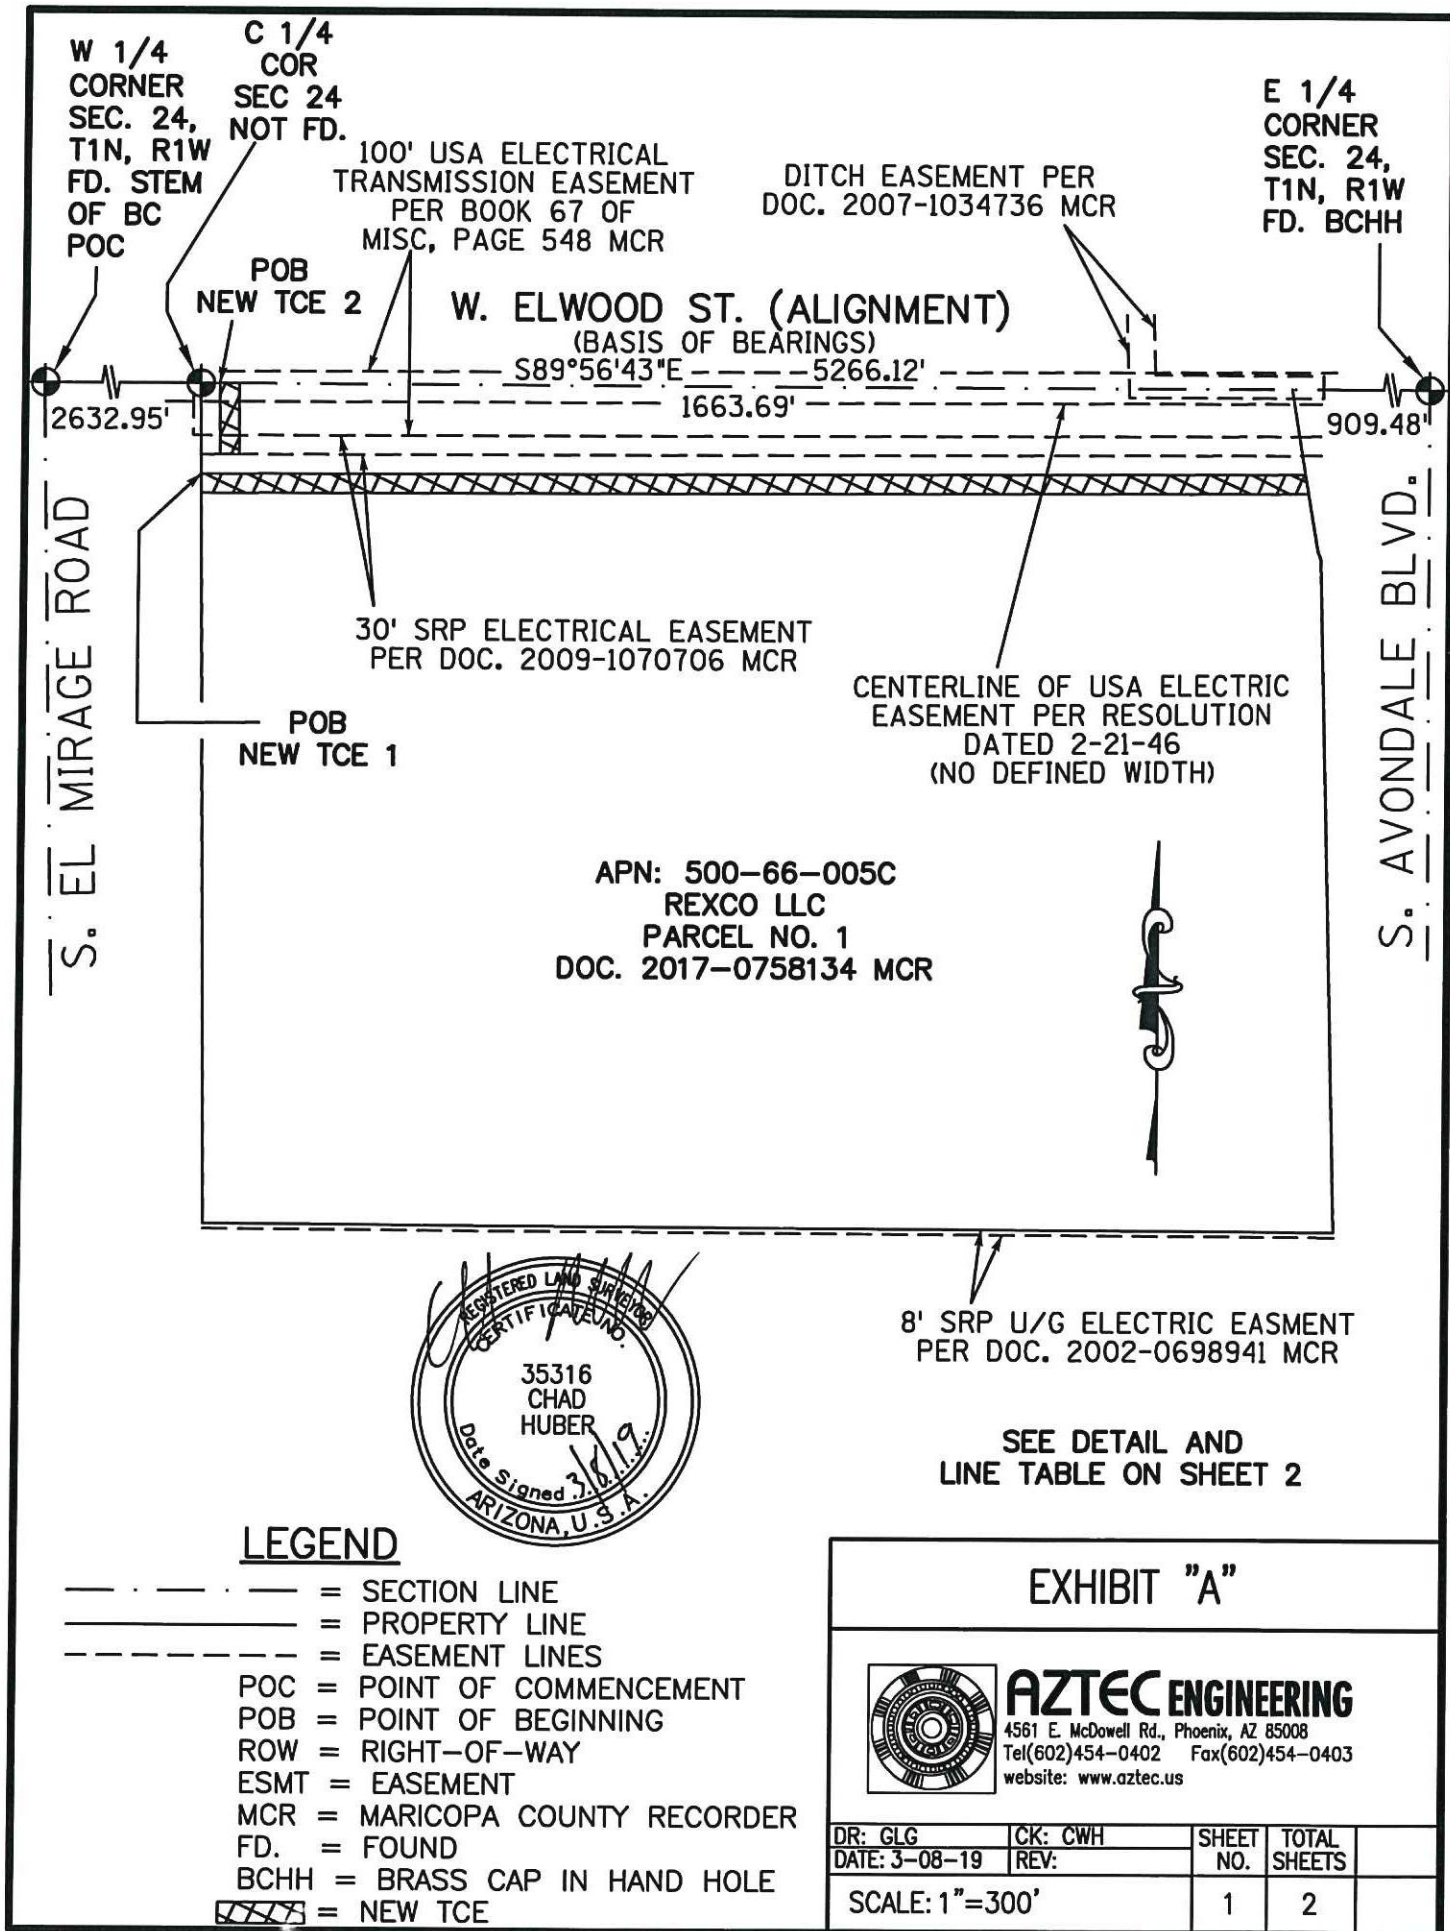 W 1/4
CORNER
SEC. 24,
T1N, R1W
FD. STEM
OF BC
POC
C 1/4
COR
SEC 24
NOT FD.
100' USA ELECTRICAL
TRANSMISSION EASEMENT
PER BOOK 67 OF
MISC, PAGE 548 MCR
DITCH EASEMENT PER
DOC. 2007-1034736 MCR
E 1/4
CORNER
SEC. 24,
T1N, R1W
FD. BCHH
POB
NEW TCE 2
W. ELWOOD ST. (ALIGNMENT)
(BASIS OF BEARINGS)
S89°56'43"E 5266.12'
2632.95'
1663.69'
909.48'
S. EL MIRAGE ROAD
S. AVONDALE BLVD.
30' SRP ELECTRICAL EASEMENT
PER DOC. 2009-1070706 MCR
POB
NEW TCE 1
CENTERLINE OF USA ELECTRIC
EASEMENT PER RESOLUTION
DATED 2-21-46
(NO DEFINED WIDTH)
APN: 500-66-005C
REXCO LLC
PARCEL NO. 1
DOC. 2017-0758134 MCR
8' SRP U/G ELECTRIC EASMENT
PER DOC. 2002-0698941 MCR
REGISTERED LAND SURVEYOR
CERTIFICATE NO.
35316
CHAD
HUBER
Date Signed 3.8.19
ARIZONA, U.S.A.
SEE DETAIL AND
LINE TABLE ON SHEET 2
LEGEND
= SECTION LINE
= PROPERTY LINE
= EASEMENT LINES
POC = POINT OF COMMENCEMENT
POB = POINT OF BEGINNING
ROW = RIGHT-OF-WAY
ESMT = EASEMENT
MCR = MARICOPA COUNTY RECORDER
FD. = FOUND
BCHH = BRASS CAP IN HAND HOLE
= NEW TCE
EXHIBIT "A"
AZTEC ENGINEERING
4561 E. McDowell Rd., Phoenix, AZ 85008
Tel(602)454-0402 Fax(602)454-0403
website: www.aztec.us
DR: GLG CK: CWH SHEET NO. TOTAL SHEETS
DATE: 3-08-19 REV:
SCALE: 1"=300' 1 2